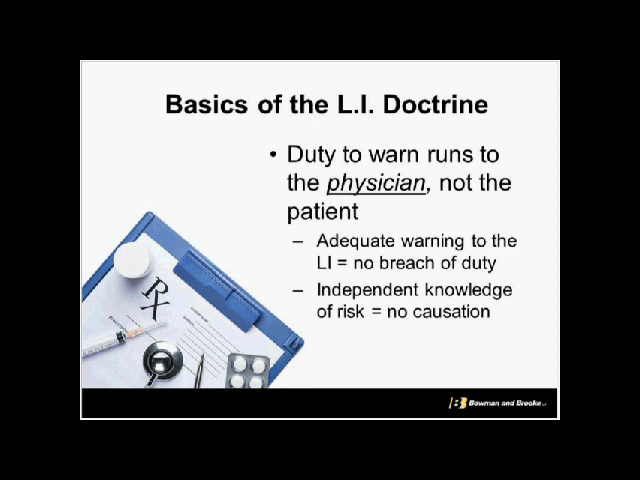 Basics of the L.I. Doctrine
• Duty to warn runs to
the physician, not the
patient
– Adequate warning to the
LI = no breach of duty
– Independent knowledge
of risk = no causation
Rx
Bowman and Brooke